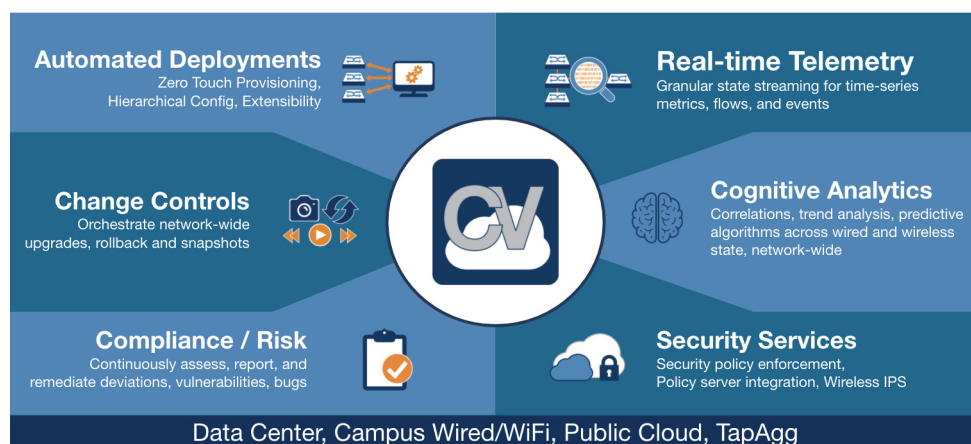 Automated Deployments
Zero Touch Provisioning,
Hierarchical Config, Extensibility
Real-time Telemetry
Granular state streaming for time-series
metrics, flows, and events
Change Controls
Orchestrate network-wide
upgrades, rollback and snapshots
CV
Cognitive Analytics
Correlations, trend analysis, predictive
algorithms across wired and wireless
state, network-wide
Compliance / Risk
Continuously assess, report, and
remediate deviations, vulnerabilities, bugs
Security Services
Security policy enforcement,
Policy server integration, Wireless IPS
Data Center, Campus Wired/WiFi, Public Cloud, TapAgg